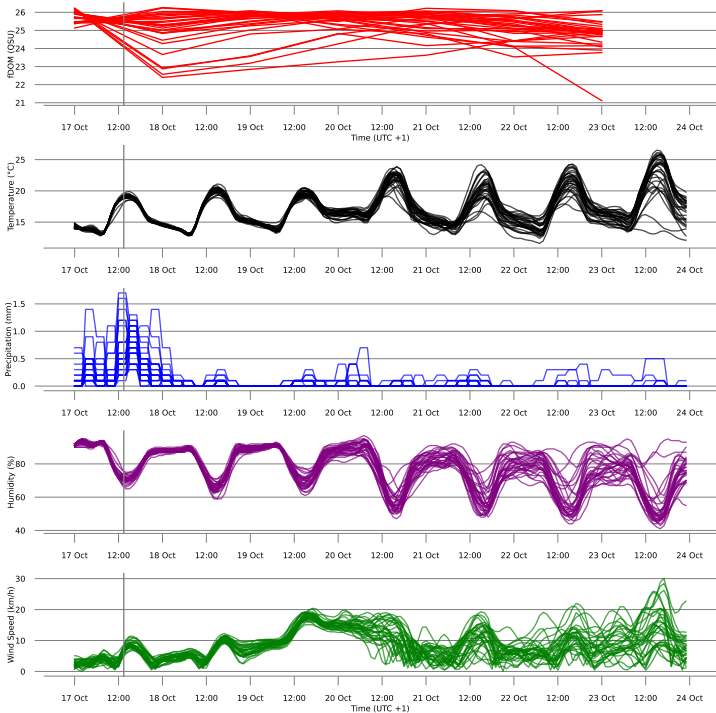 26
25
24
23
22
21
fDOM (QSU)
17 Oct 12:00 18 Oct 12:00 19 Oct 12:00 20 Oct 12:00 21 Oct 12:00 22 Oct 12:00 23 Oct 12:00 24 Oct
Time (UTC +1)
25
20
15
Temperature (°C)
17 Oct 12:00 18 Oct 12:00 19 Oct 12:00 20 Oct 12:00 21 Oct 12:00 22 Oct 12:00 23 Oct 12:00 24 Oct
1.5
1.0
0.5
0.0
Precipitation (mm)
17 Oct 12:00 18 Oct 12:00 19 Oct 12:00 20 Oct 12:00 21 Oct 12:00 22 Oct 12:00 23 Oct 12:00 24 Oct
80
60
40
Humidity (%)
17 Oct 12:00 18 Oct 12:00 19 Oct 12:00 20 Oct 12:00 21 Oct 12:00 22 Oct 12:00 23 Oct 12:00 24 Oct
30
20
10
0
Wind Speed (km/h)
17 Oct 12:00 18 Oct 12:00 19 Oct 12:00 20 Oct 12:00 21 Oct 12:00 22 Oct 12:00 23 Oct 12:00 24 Oct
Time (UTC +1)